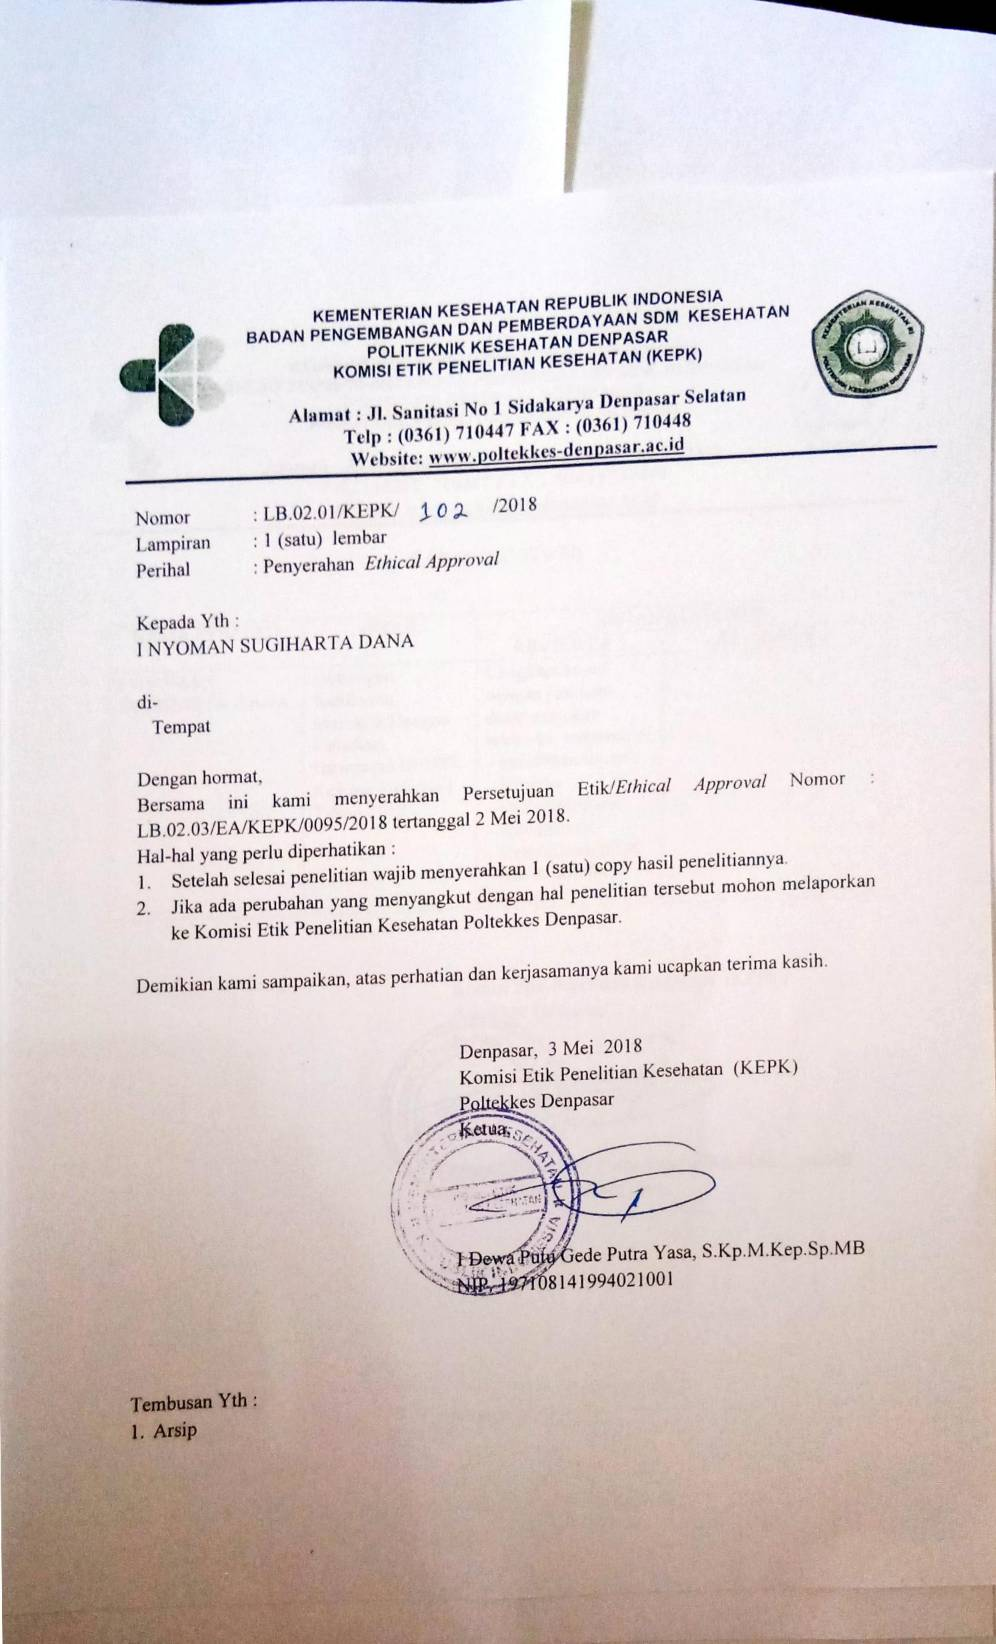 KEMENTERIAN KESEHATAN REPUBLIK INDONESIA
BADAN PENGEMBANGAN DAN PEMBERDAYAAN SDM KESEHATAN
POLITEKNIK KESEHATAN DENPASAR
KOMISI ETIK PENELITIAN KESEHATAN (KEPK)
Alamat : Jl. Sanitasi No 1 Sidakarya Denpasar Selatan
Telp : (0361) 710447 FAX : (0361) 710448
Website: www.poltekkes-denpasar.ac.id
KEMENTERIAN KESEHATAN RI
POLITEKNIK KESEHATAN DENPASAR
Nomor : LB.02.01/KEPK/ 102 /2018
Lampiran : 1 (satu) lembar
Perihal : Penyerahan Ethical Approval
Kepada Yth :
I NYOMAN SUGIHARTA DANA
di-
Tempat
Dengan hormat,
Bersama ini kami menyerahkan Persetujuan Etik/Ethical Approval Nomor :
LB.02.03/EA/KEPK/0095/2018 tertanggal 2 Mei 2018.
Hal-hal yang perlu diperhatikan :
1. Setelah selesai penelitian wajib menyerahkan 1 (satu) copy hasil penelitiannya.
2. Jika ada perubahan yang menyangkut dengan hal penelitian tersebut mohon melaporkan
ke Komisi Etik Penelitian Kesehatan Poltekkes Denpasar.
Demikian kami sampaikan, atas perhatian dan kerjasamanya kami ucapkan terima kasih.
Denpasar, 3 Mei 2018
Komisi Etik Penelitian Kesehatan (KEPK)
Poltekkes Denpasar
Ketua,
I Dewa Putu Gede Putra Yasa, S.Kp.M.Kep.Sp.MB
NIP. 197108141994021001
Tembusan Yth :
1. Arsip